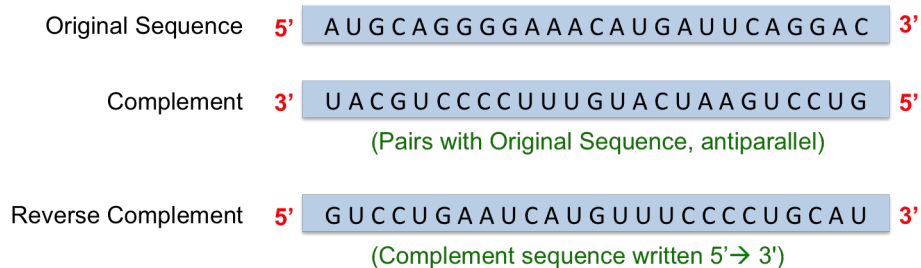 Original Sequence 5’ A U G C A G G G G A A A C A U G A U U C A G G A C 3’
Complement 3’ U A C G U C C C C U U U G U A C U A A G U C C U G 5’
(Pairs with Original Sequence, antiparallel)
Reverse Complement 5’ G U C C U G A A U C A U G U U U C C C C U G C A U 3’
(Complement sequence written 5’→ 3')